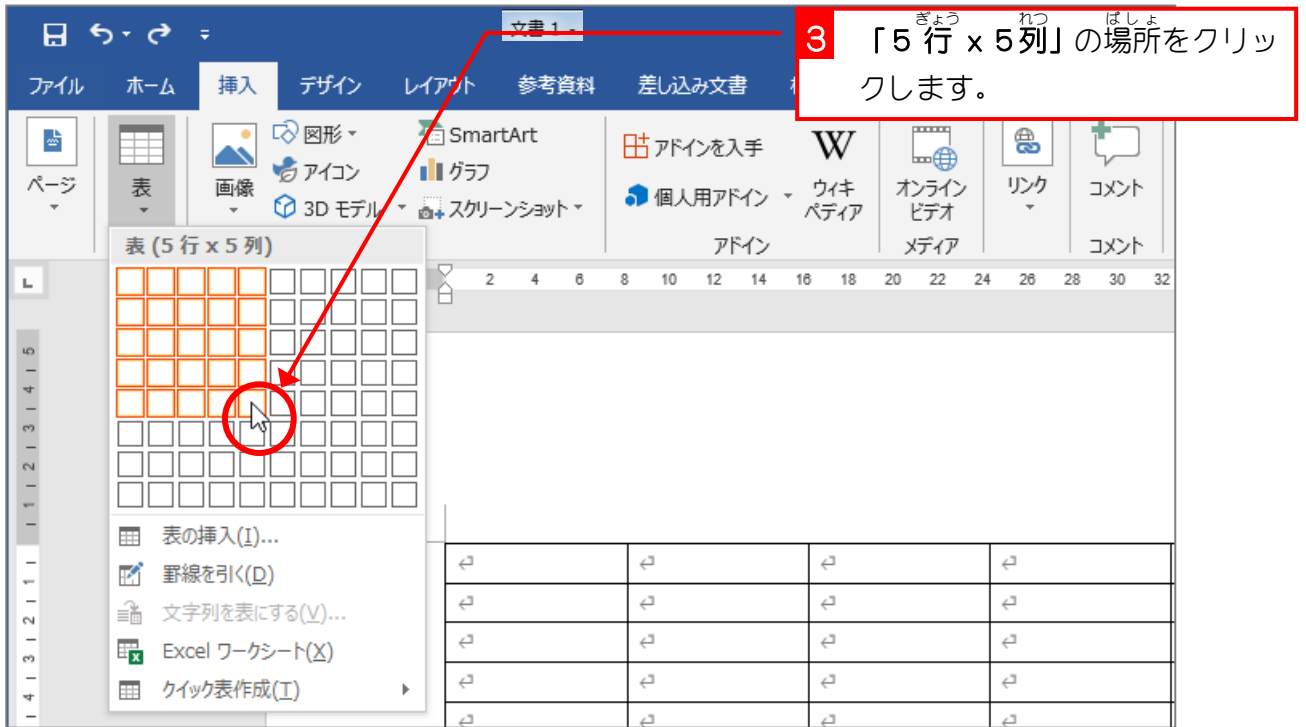 文書 1 -
3
「5 行 x 5 列」の場所をクリッ
ぎょう れつ ばしょ
クします。
ファイル ホーム 挿入 デザイン レイアウト 参考資料 差し込み文書
ページ
表
画像
図形
アイコン
3D モデル
SmartArt
グラフ
スクリーンショット
アドインを入手
個人用アドイン
W
ウィキ
ペディア
オンライン
ビデオ
リンク
コメント
アドイン メディア コメント
表 (5 行 x 5 列)
L
2 4 6 8 10 12 14 16 18 20 22 24 26 28 30 32
5 4 3 2 1
1 2 3 4
表の挿入(I)...
罫線を引く(D)
文字列を表にする(V)...
Excel ワークシート(X)
クイック表作成(T)